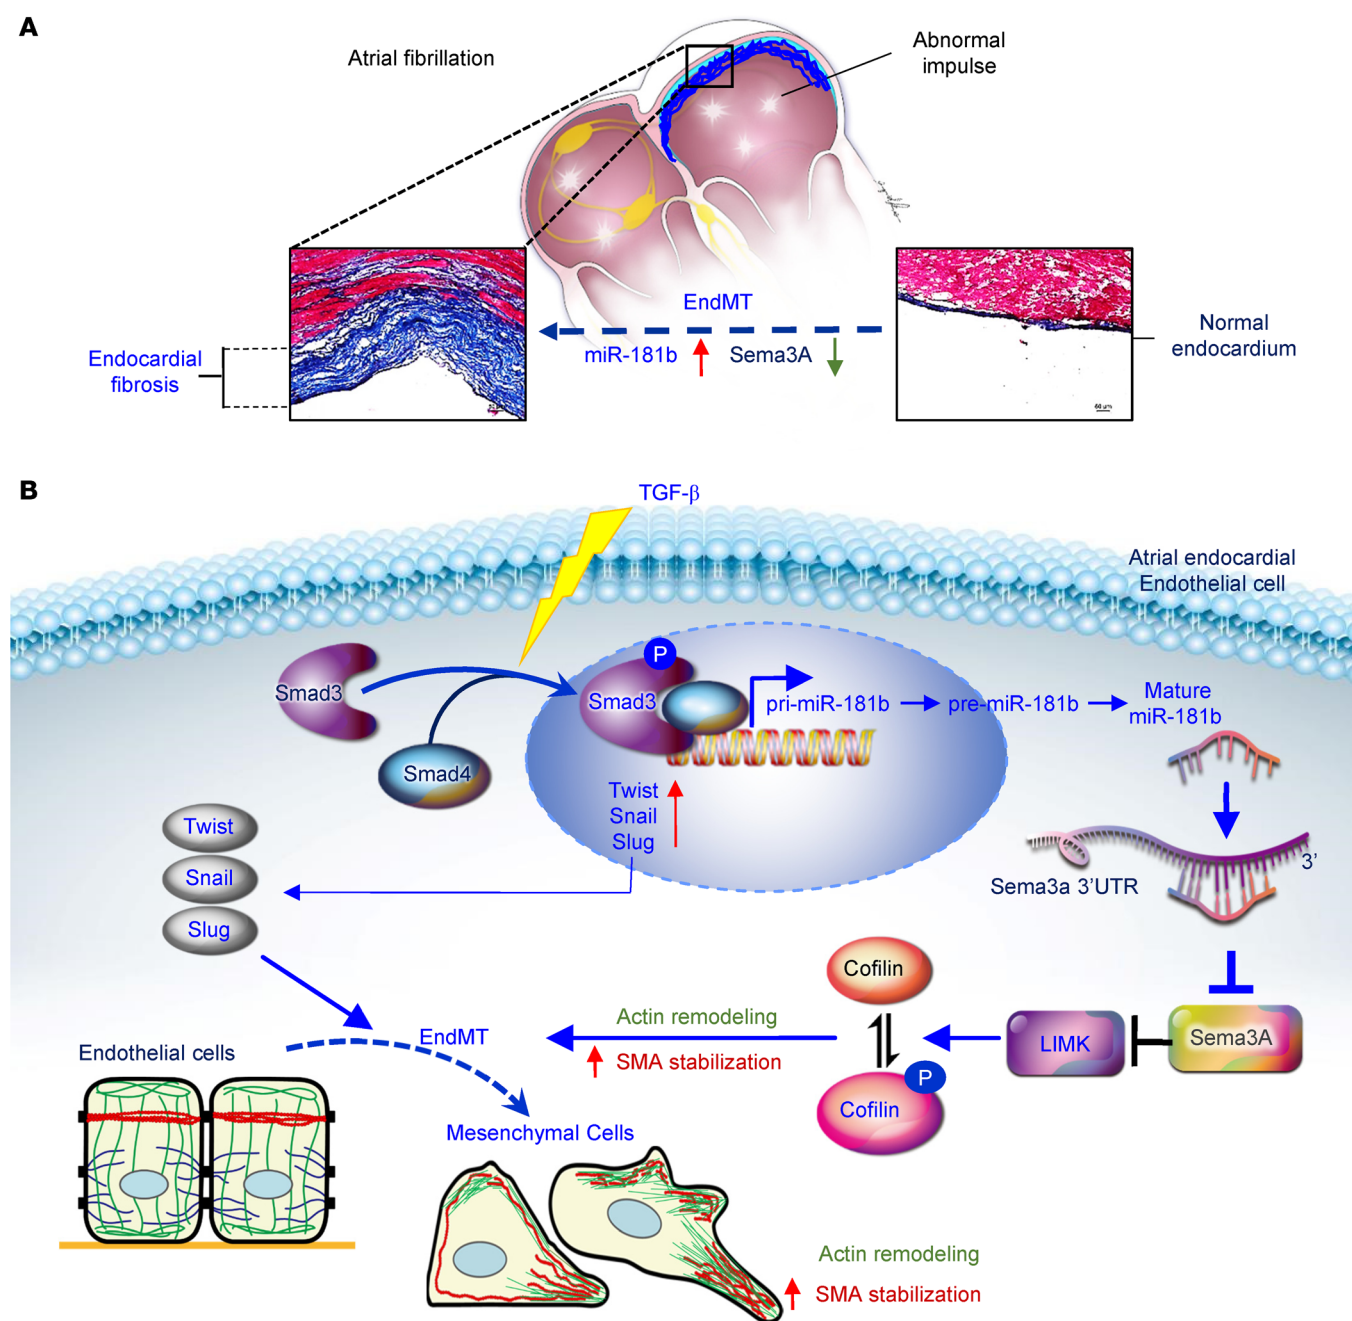 A
Atrial fibrillation
Abnormal
impulse
EndMT
miR-181b
Sema3A
Endocardial
fibrosis
Normal
endocardium
60 µm
B
TGF-β
Atrial endocardial
Endothelial cell
P
Smad3
Smad3
Smad4
pri-miR-181b
pre-miR-181b
Mature
miR-181b
Twist
Snail
Slug
Twist
Snail
Slug
Sema3a 3’UTR
3’
Cofilin
Actin remodeling
SMA stabilization
LIMK
Sema3A
P
Cofilin
EndMT
Endothelial cells
Mesenchymal Cells
Actin remodeling
SMA stabilization